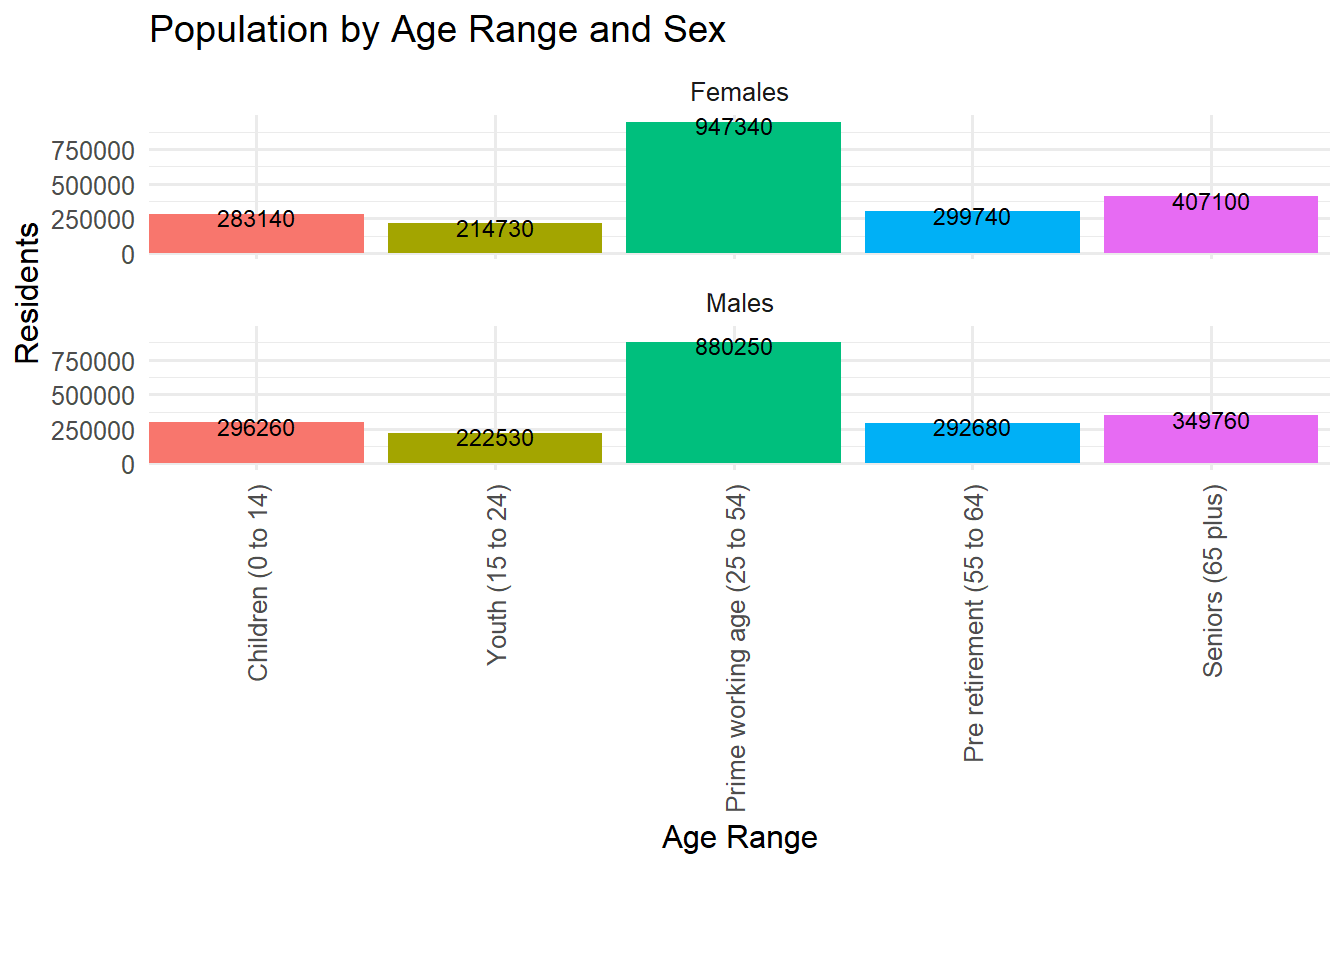 Population by Age Range and Sex
Females
750000
500000
250000
0
283140
214730
947340
299740
407100
Residents
Males
750000
500000
250000
0
296260
222530
880250
292680
349760
Children (0 to 14)
Youth (15 to 24)
Prime working age (25 to 54)
Pre retirement (55 to 64)
Seniors (65 plus)
Age Range